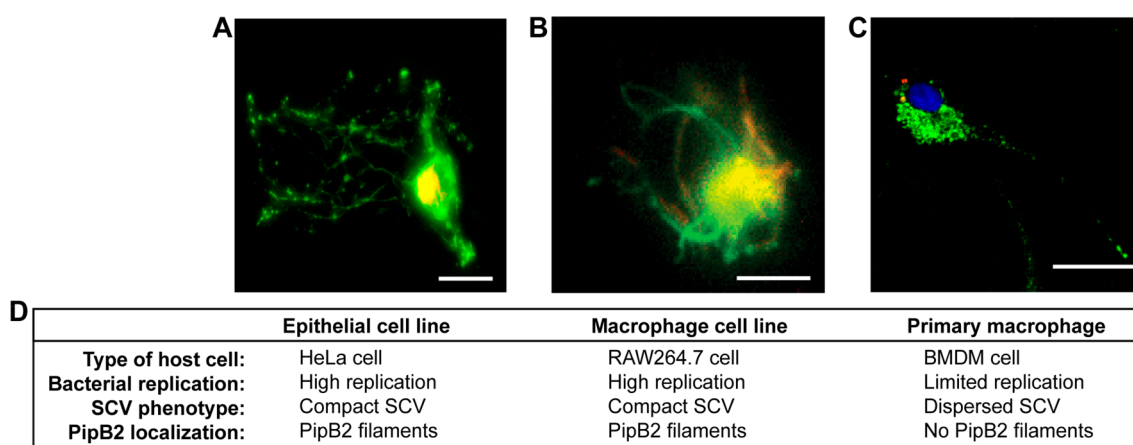 A B C
D
Epithelial cell line Macrophage cell line Primary macrophage
Type of host cell: HeLa cell RAW264.7 cell BMDM cell
Bacterial replication: High replication High replication Limited replication
SCV phenotype: Compact SCV Compact SCV Dispersed SCV
PipB2 localization: PipB2 filaments PipB2 filaments No PipB2 filaments